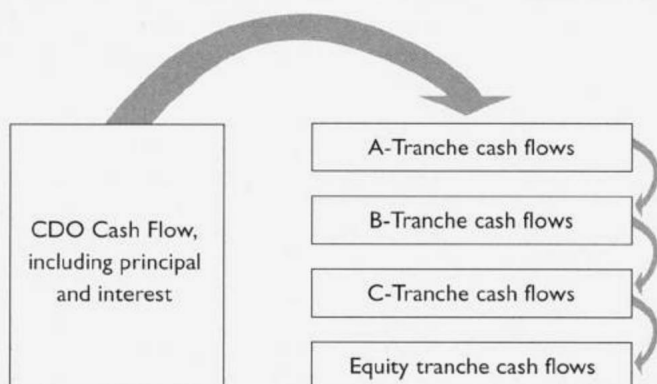 CDO Cash Flow,
including principal
and interest
A-Tranche cash flows
B-Tranche cash flows
C-Tranche cash flows
Equity tranche cash flows